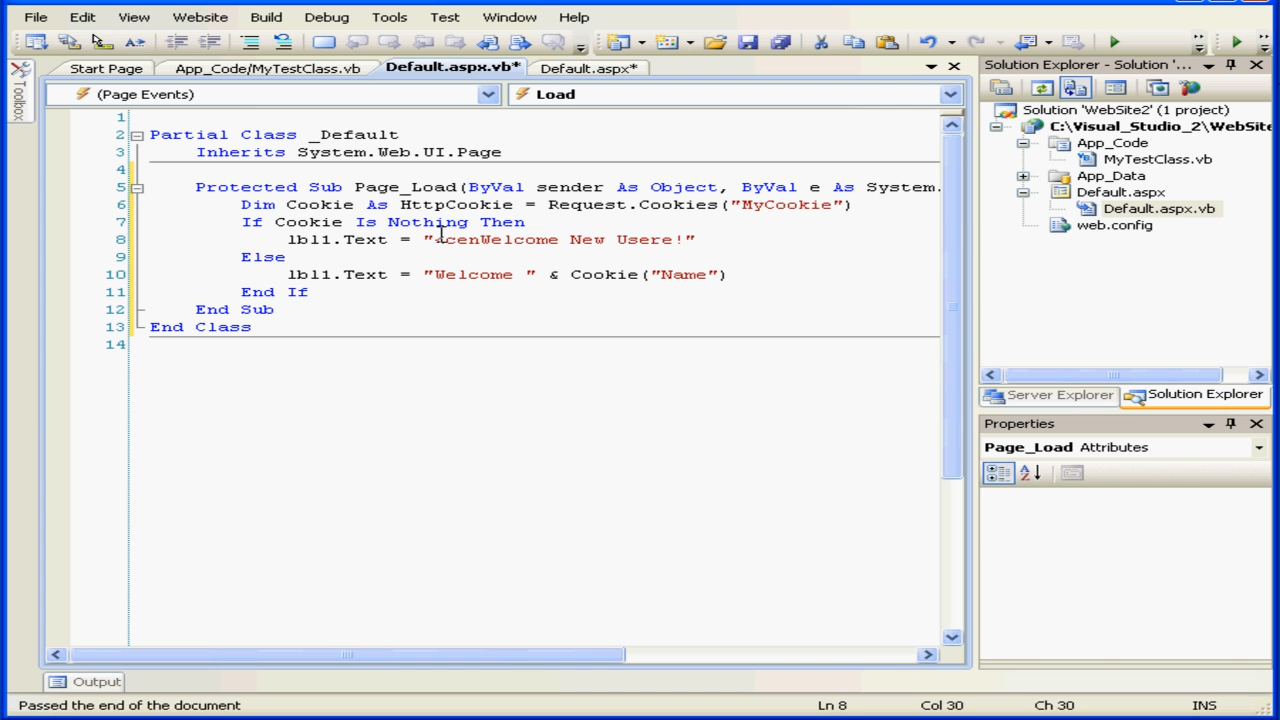 File Edit View Website Build Debug Tools Test Window Help
Start Page App_Code/MyTestClass.vb Default.aspx.vb* Default.aspx*
(Page Events) Load
Toolbox
1
2 Partial Class _Default
3 Inherits System.Web.UI.Page
4
5 Protected Sub Page_Load(ByVal sender As Object, ByVal e As System.
6 Dim Cookie As HttpCookie = Request.Cookies("MyCookie")
7 If Cookie Is Nothing Then
8 lbl1.Text = "AcenWelcome New Usere!"
9 Else
10 lbl1.Text = "Welcome " & Cookie("Name")
11 End If
12 End Sub
13 End Class
14
Output
Passed the end of the document Ln 8 Col 30 Ch 30 INS
Solution Explorer - Solution '...
Solution 'WebSite2' (1 project)
C:\Visual_Studio_2\WebSite
App_Code
MyTestClass.vb
App_Data
Default.aspx
Default.aspx.vb
web.config
Server Explorer Solution Explorer
Properties
Page_Load Attributes